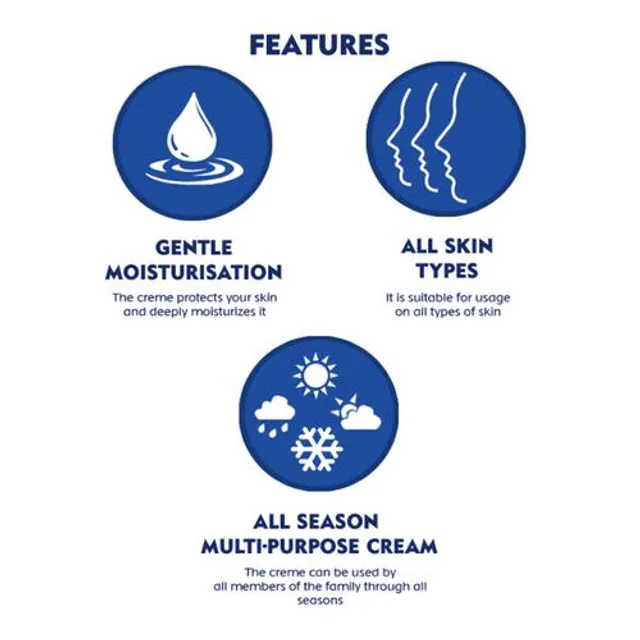 FEATURES
GENTLE
MOISTURISATION
The creme protects your skin
and deeply moisturizes it
ALL SKIN
TYPES
It is suitable for usage
on all types of skin
ALL SEASON
MULTI-PURPOSE CREAM
The creme can be used by
all members of the family through all
seasons